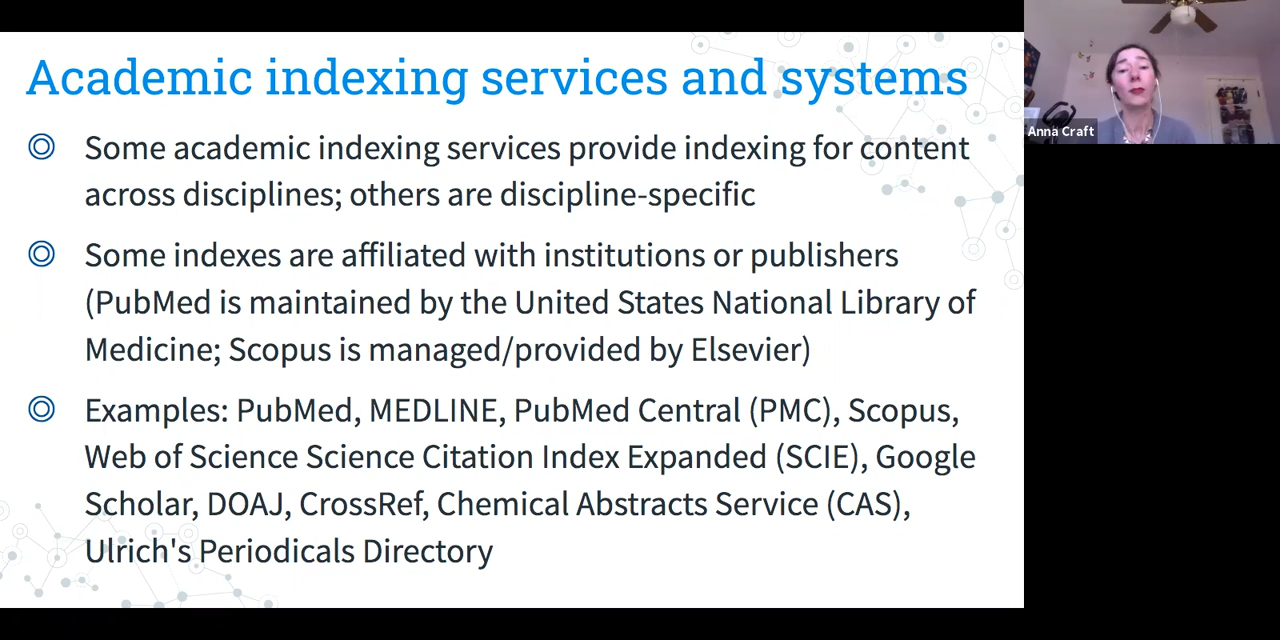 Academic indexing services and systems
Some academic indexing services provide indexing for content
across disciplines; others are discipline-specific
Some indexes are affiliated with institutions or publishers
(PubMed is maintained by the United States National Library of
Medicine; Scopus is managed/provided by Elsevier)
Examples: PubMed, MEDLINE, PubMed Central (PMC), Scopus,
Web of Science Science Citation Index Expanded (SCIE), Google
Scholar, DOAJ, CrossRef, Chemical Abstracts Service (CAS),
Ulrich's Periodicals Directory
Anna Craft